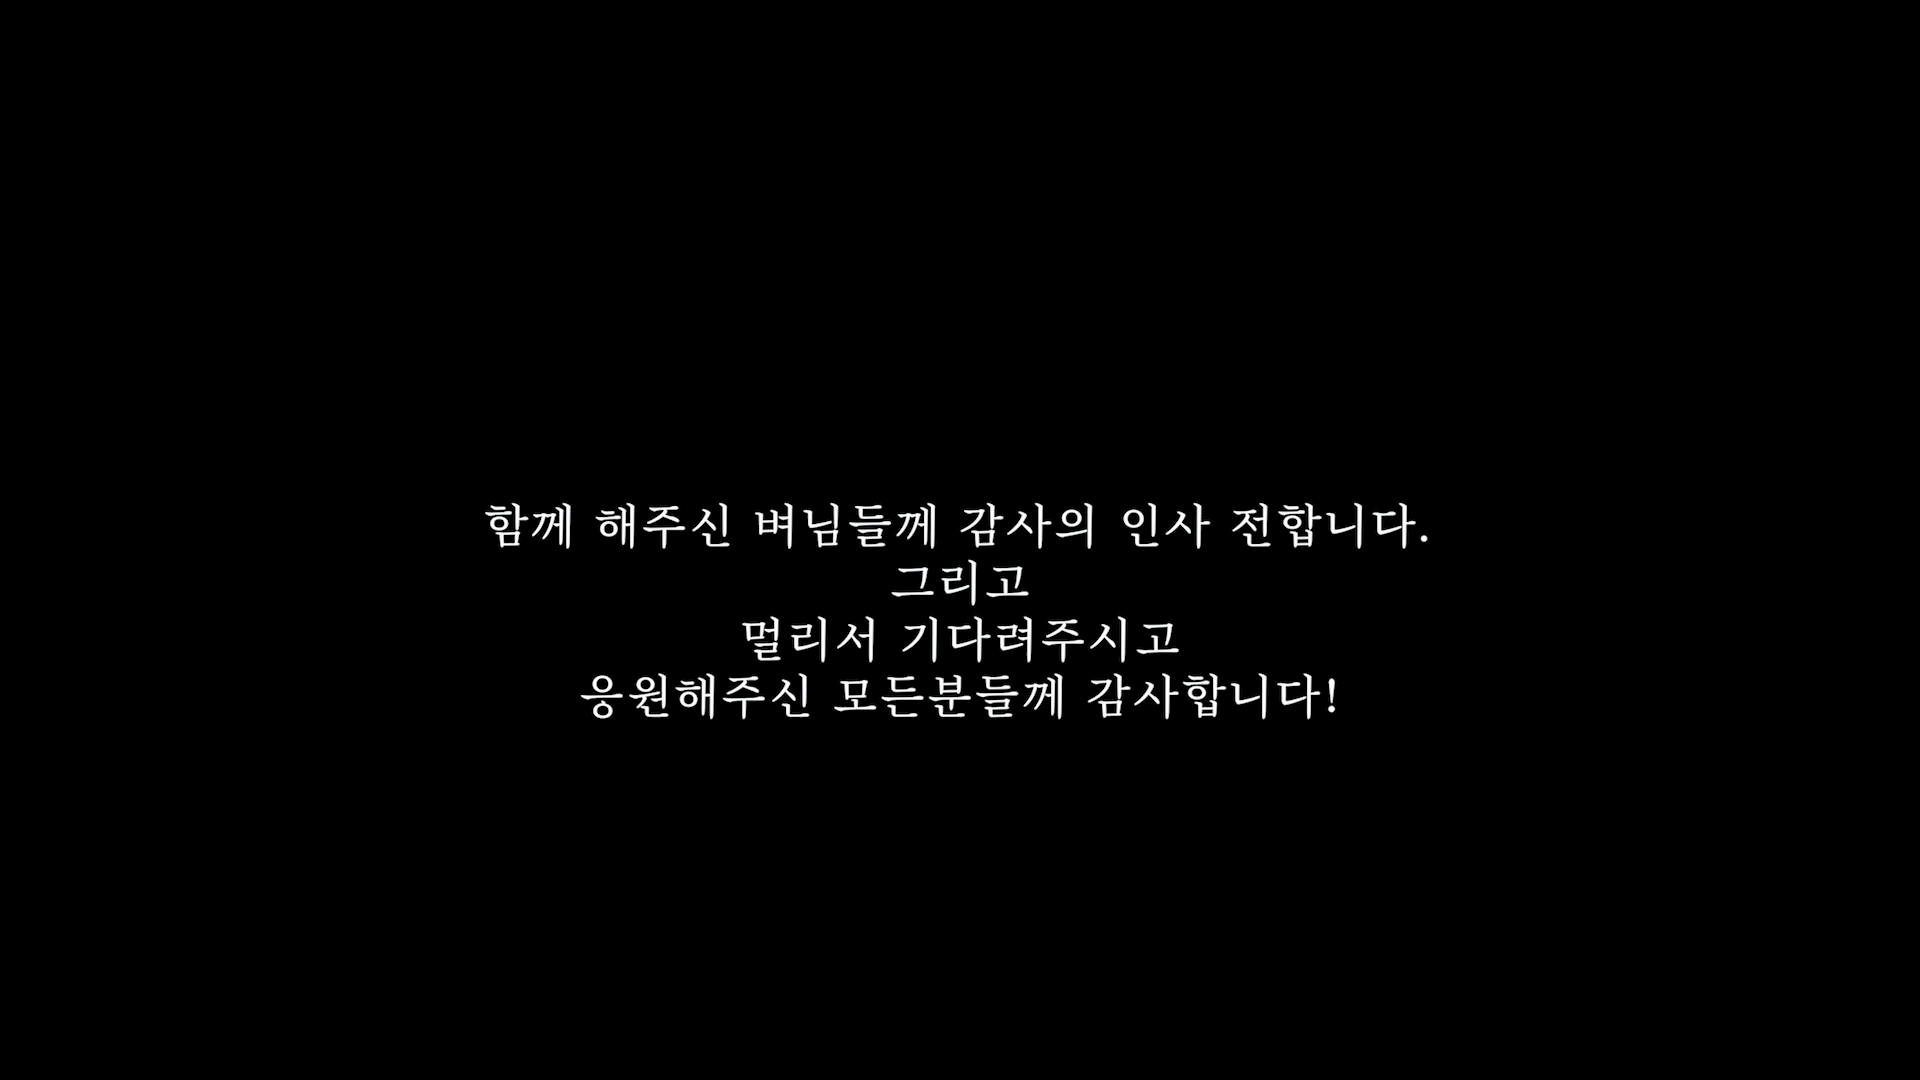 함께 해주신 벼님들께 감사의 인사 전합니다.
그리고
멀리서 기다려주시고
응원해주신 모든분들께 감사합니다!